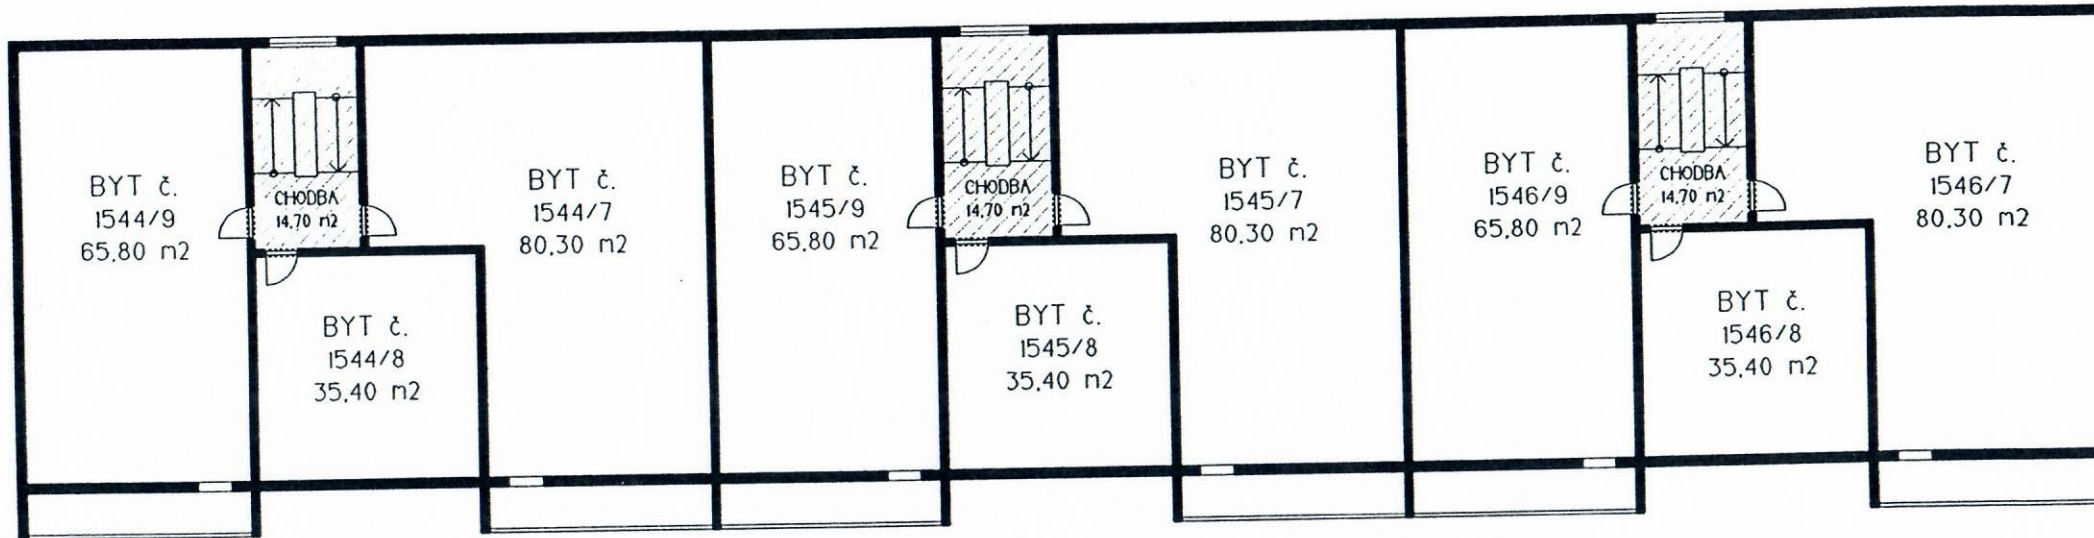 BYT č.
1544/9
65,80 m2
CHODBA
14,70 m2
BYT č.
1544/7
80,30 m2
BYT č.
1544/8
35,40 m2
BYT č.
1545/9
65,80 m2
CHODBA
14,70 m2
BYT č.
1545/7
80,30 m2
BYT č.
1545/8
35,40 m2
BYT č.
1546/9
65,80 m2
CHODBA
14,70 m2
BYT č.
1546/7
80,30 m2
BYT č.
1546/8
35,40 m2